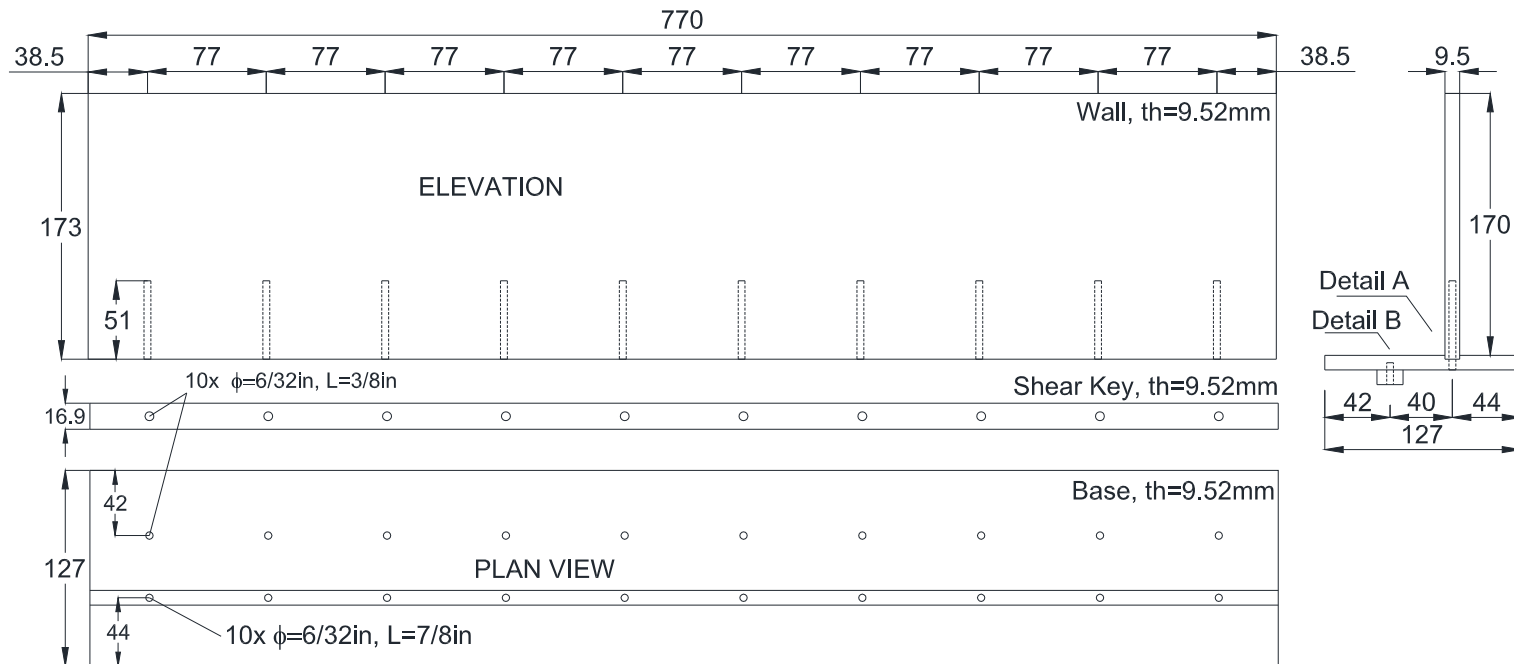 770
38.5 77 77 77 77 77 77 77 77 77 38.5 9.5
Wall, th=9.52mm
ELEVATION
173
170
51
Detail A
Detail B
10x ϕ=6/32in, L=3/8in
Shear Key, th=9.52mm
16.9
42 40 44
127
42
Base, th=9.52mm
127
PLAN VIEW
44
10x ϕ=6/32in, L=7/8in